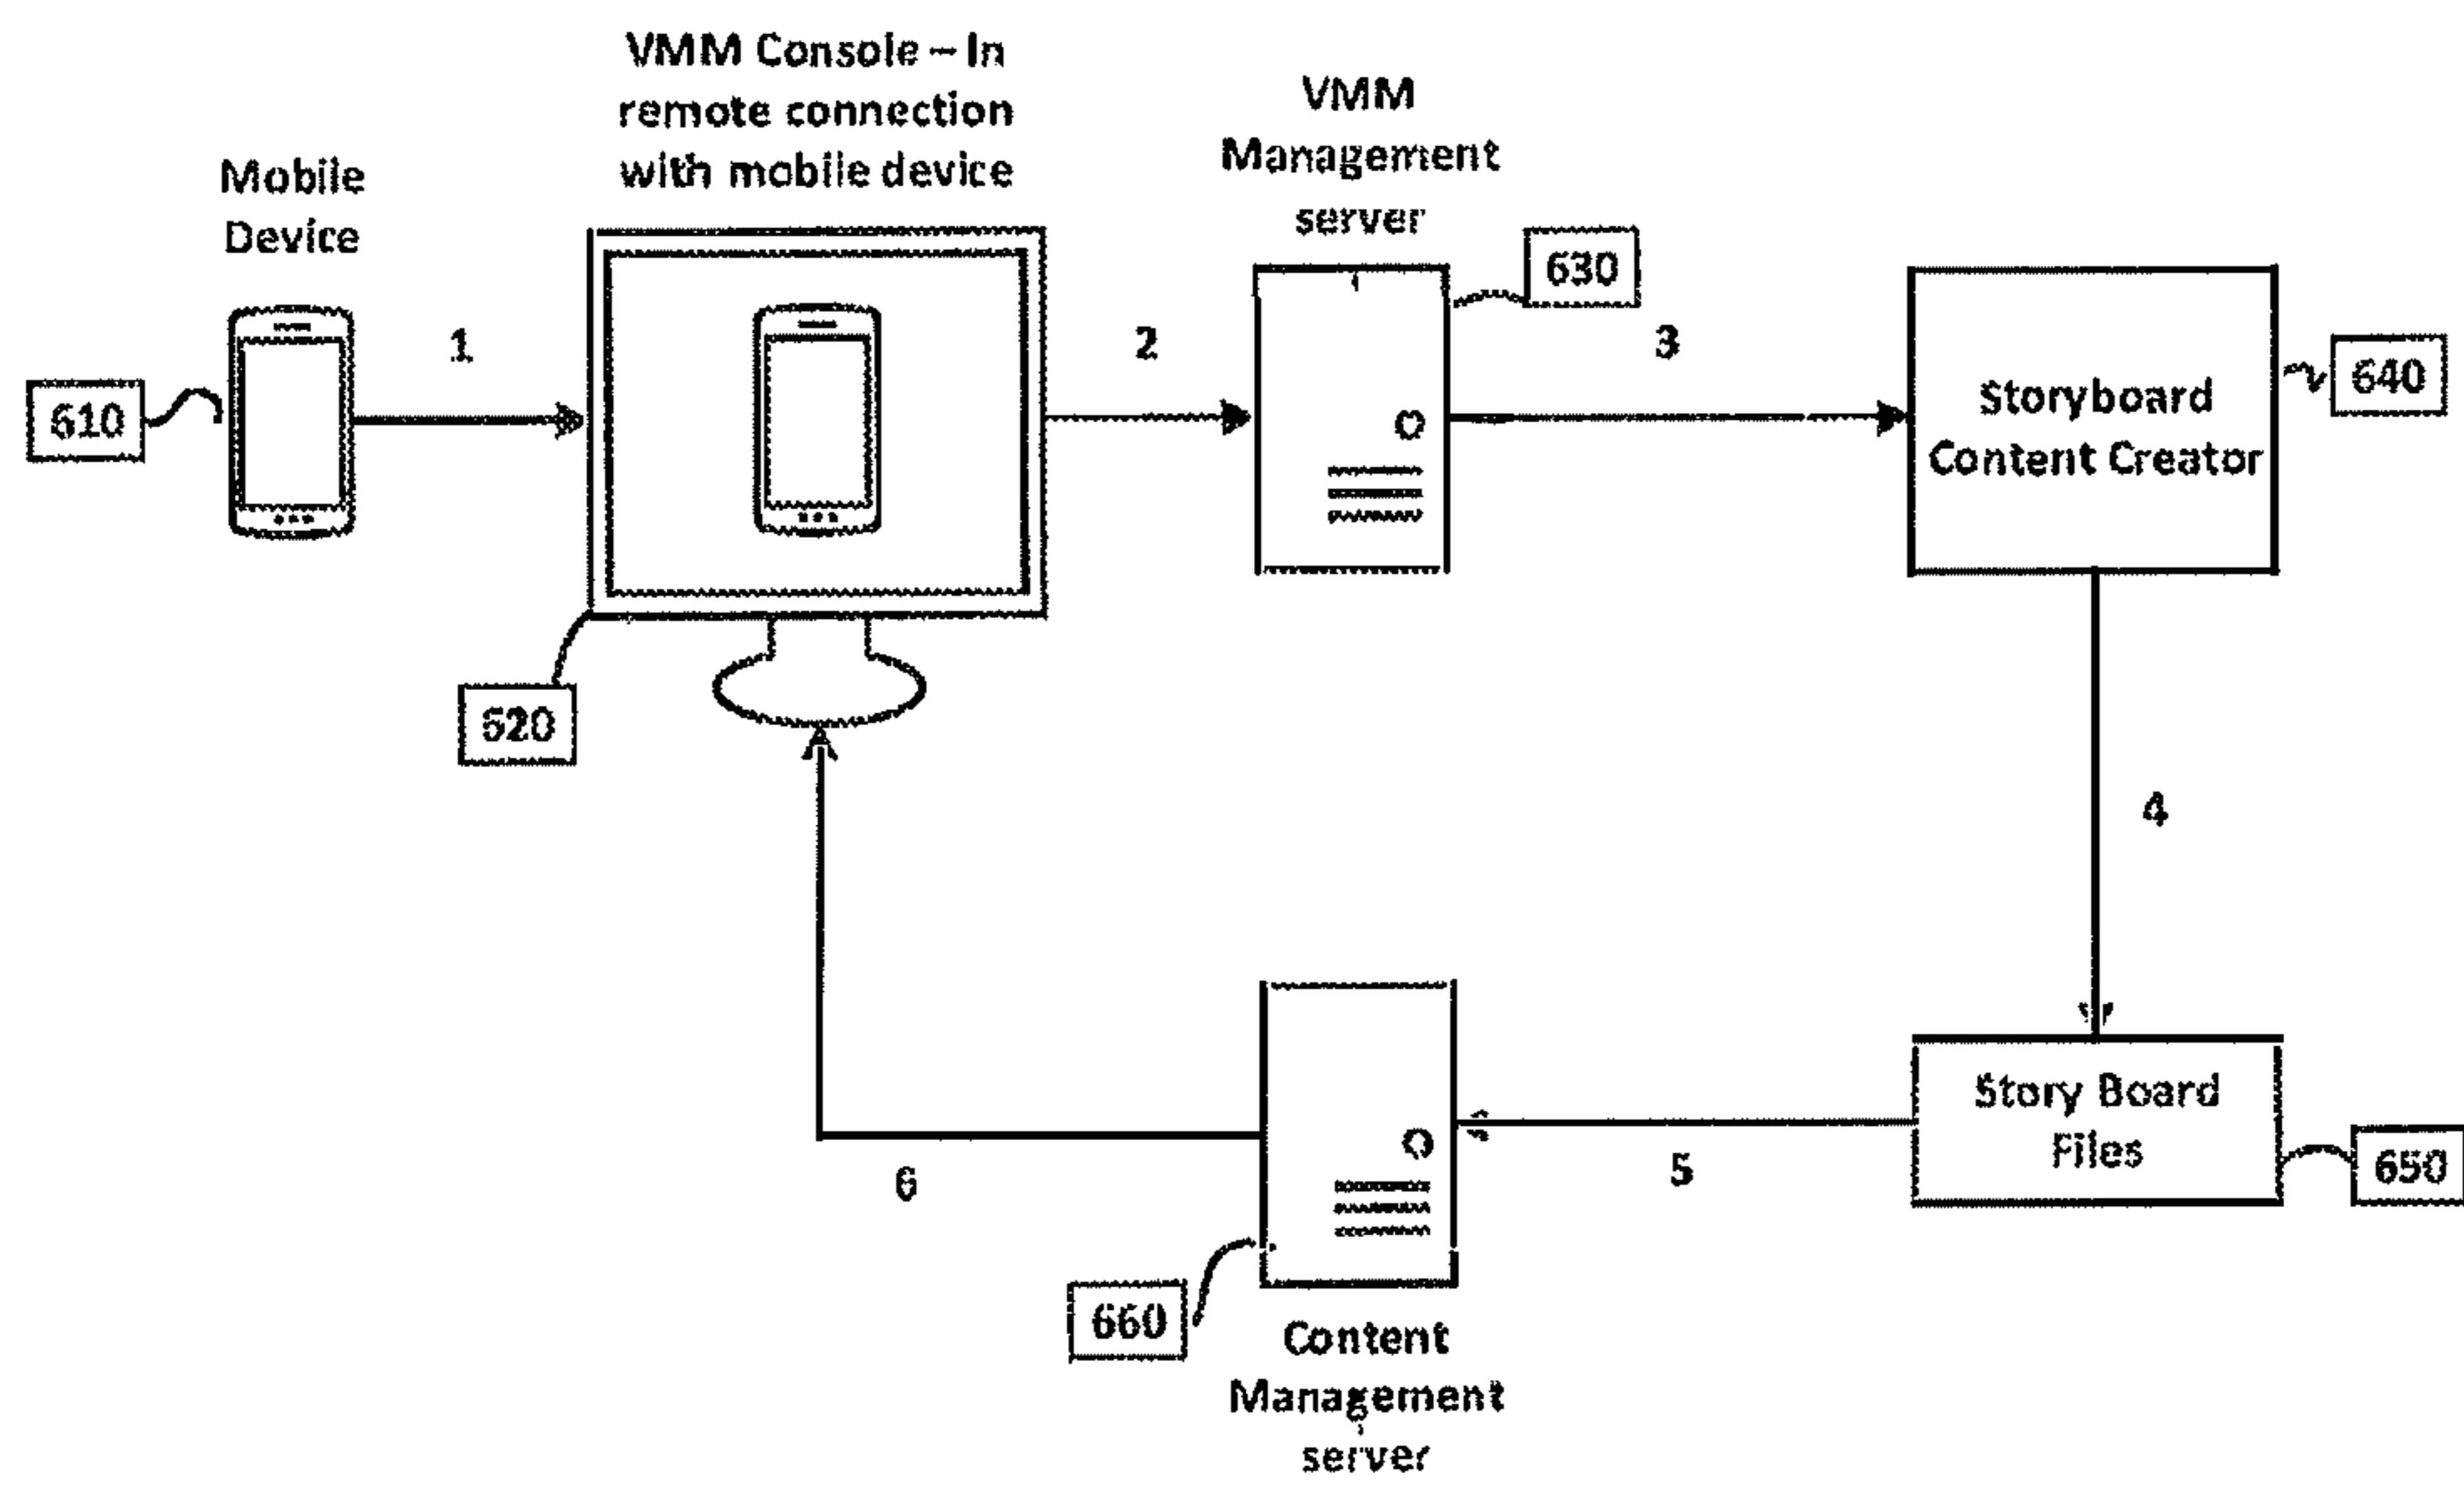 VMM Console – In
remote connection
with mobile device
VMM
Management
server
Mobile
Device
630
1
2
3
640
610
Storyboard
Content Creator
620
4
Story Board
Files
650
6
5
660
Content
Management
server